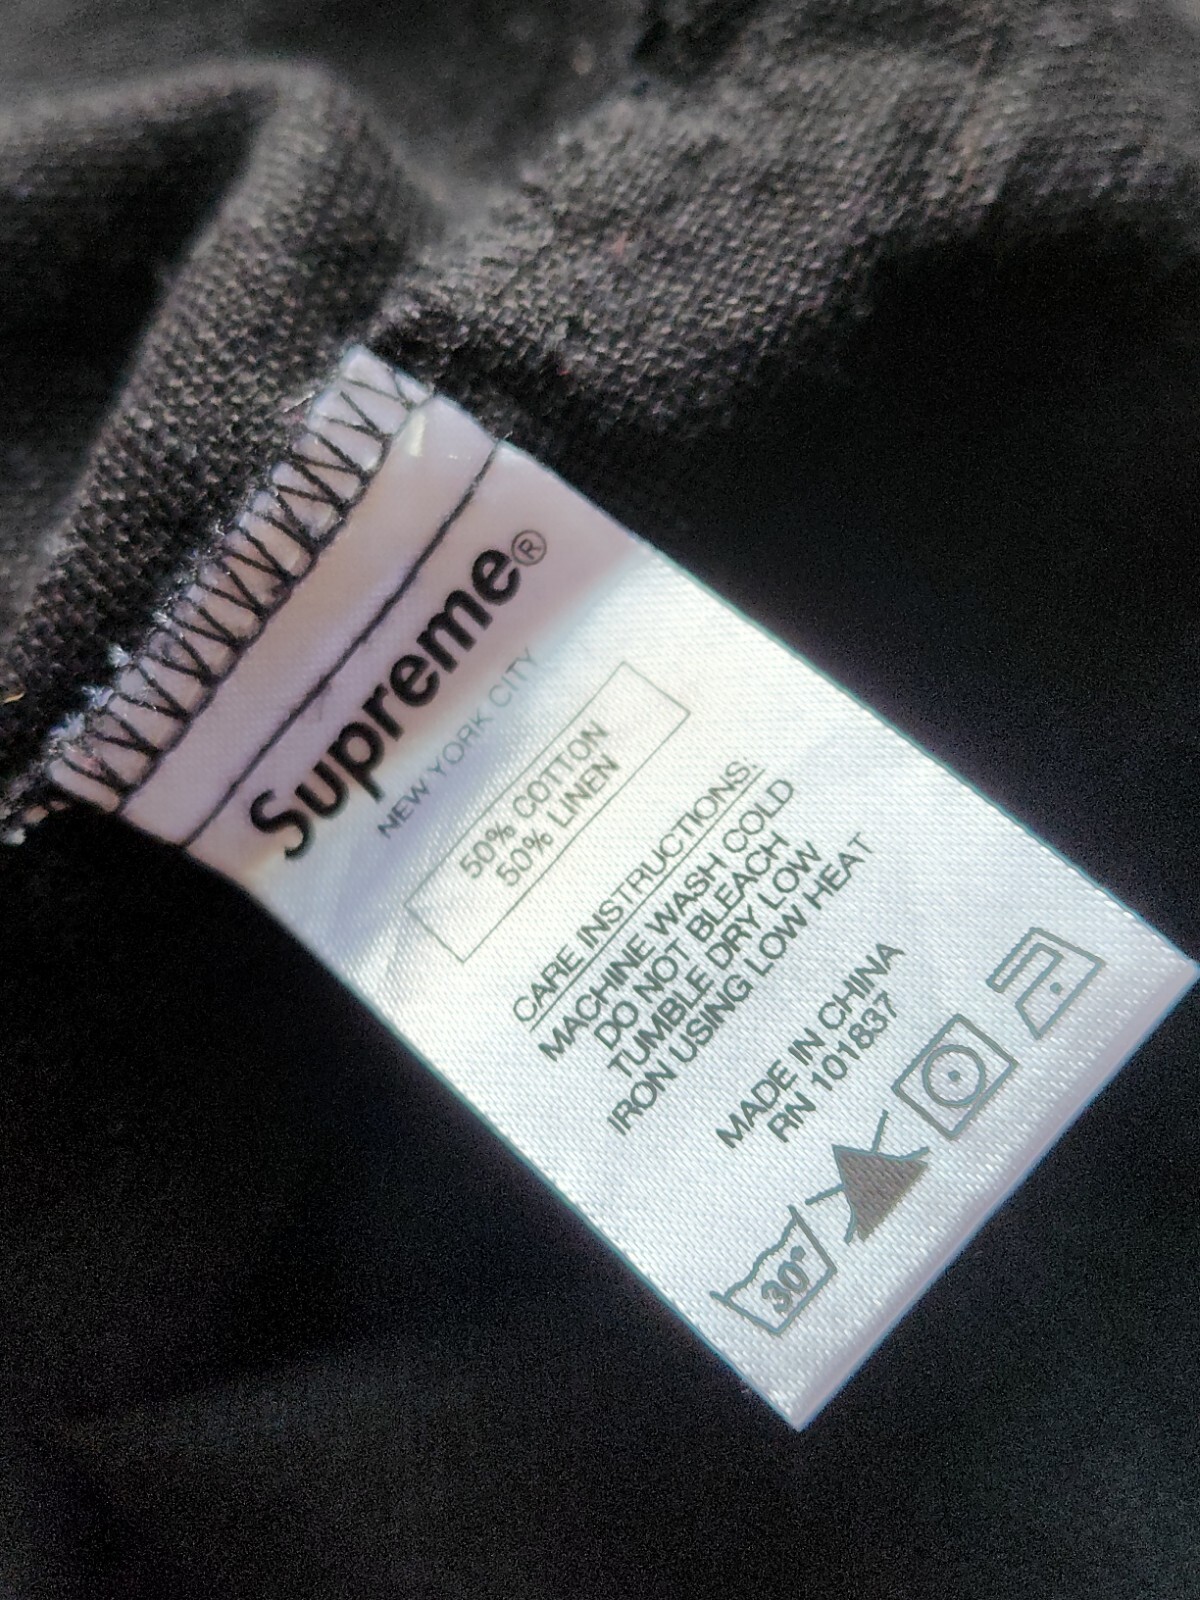 Supreme®
NEW YORK CITY
50% COTTON
50% LINEN
CARE INSTRUCTIONS:
MACHINE WASH COLD
DO NOT BLEACH
TUMBLE DRY LOW
IRON USING LOW HEAT
MADE IN CHINA
RN 101837
30°